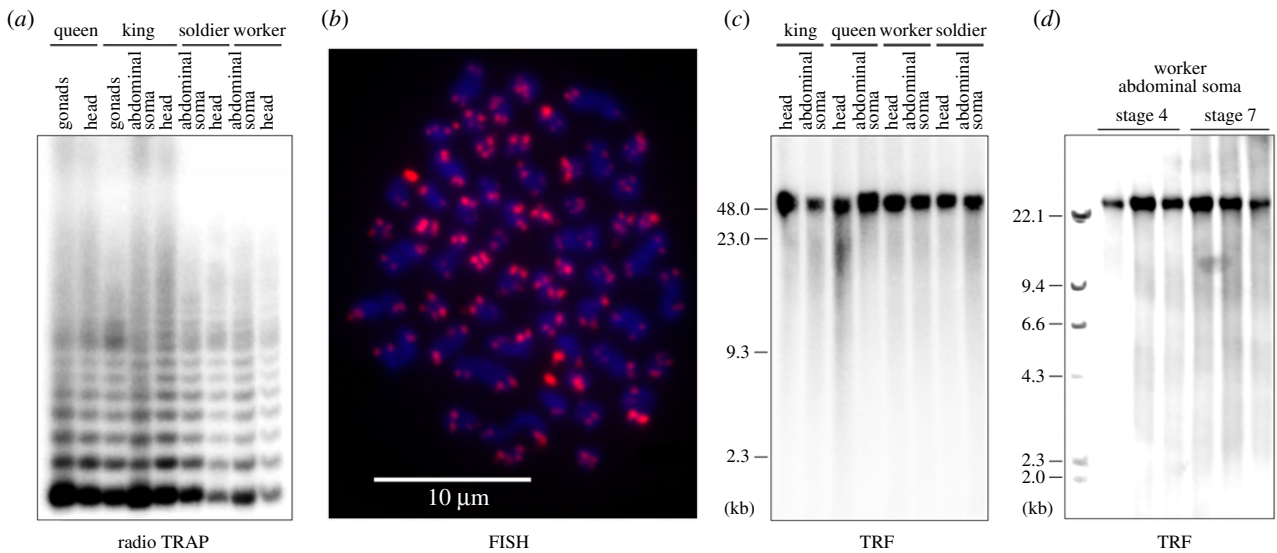 (a)
queen king soldier worker
gonads
head
gonads
abdominal
soma
head
abdominal
soma
head
abdominal
soma
head
radio TRAP
(b)
10 µm
FISH
(c)
king queen worker soldier
head
abdominal
soma
head
abdominal
soma
head
abdominal
soma
head
abdominal
soma
48.0
23.0
9.3
2.3
(kb)
TRF
(d)
worker
abdominal soma
stage 4 stage 7
22.1
9.4
6.6
4.3
2.3
2.0
(kb)
TRF